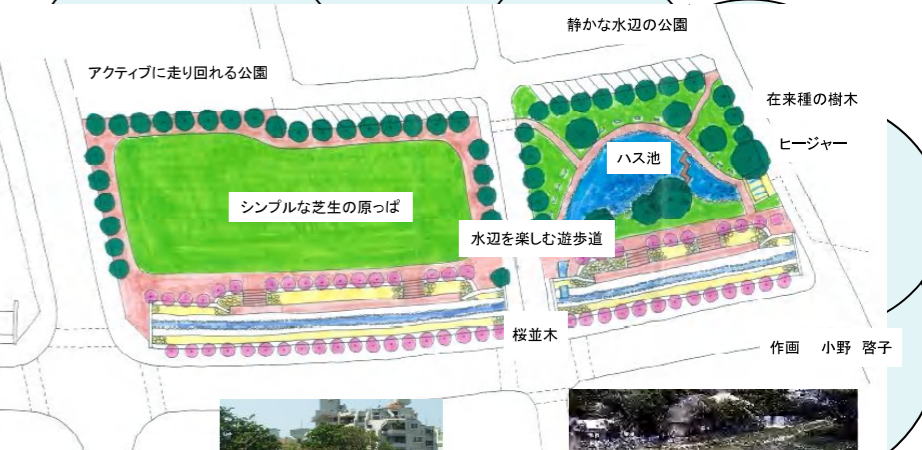 静かな水辺の公園
アクティブに走り回れる公園
在来種の樹木
ヒージャー
ハス池
シンプルな芝生の原っぱ
水辺を楽しむ遊歩道
桜並木
作画 小野 啓子